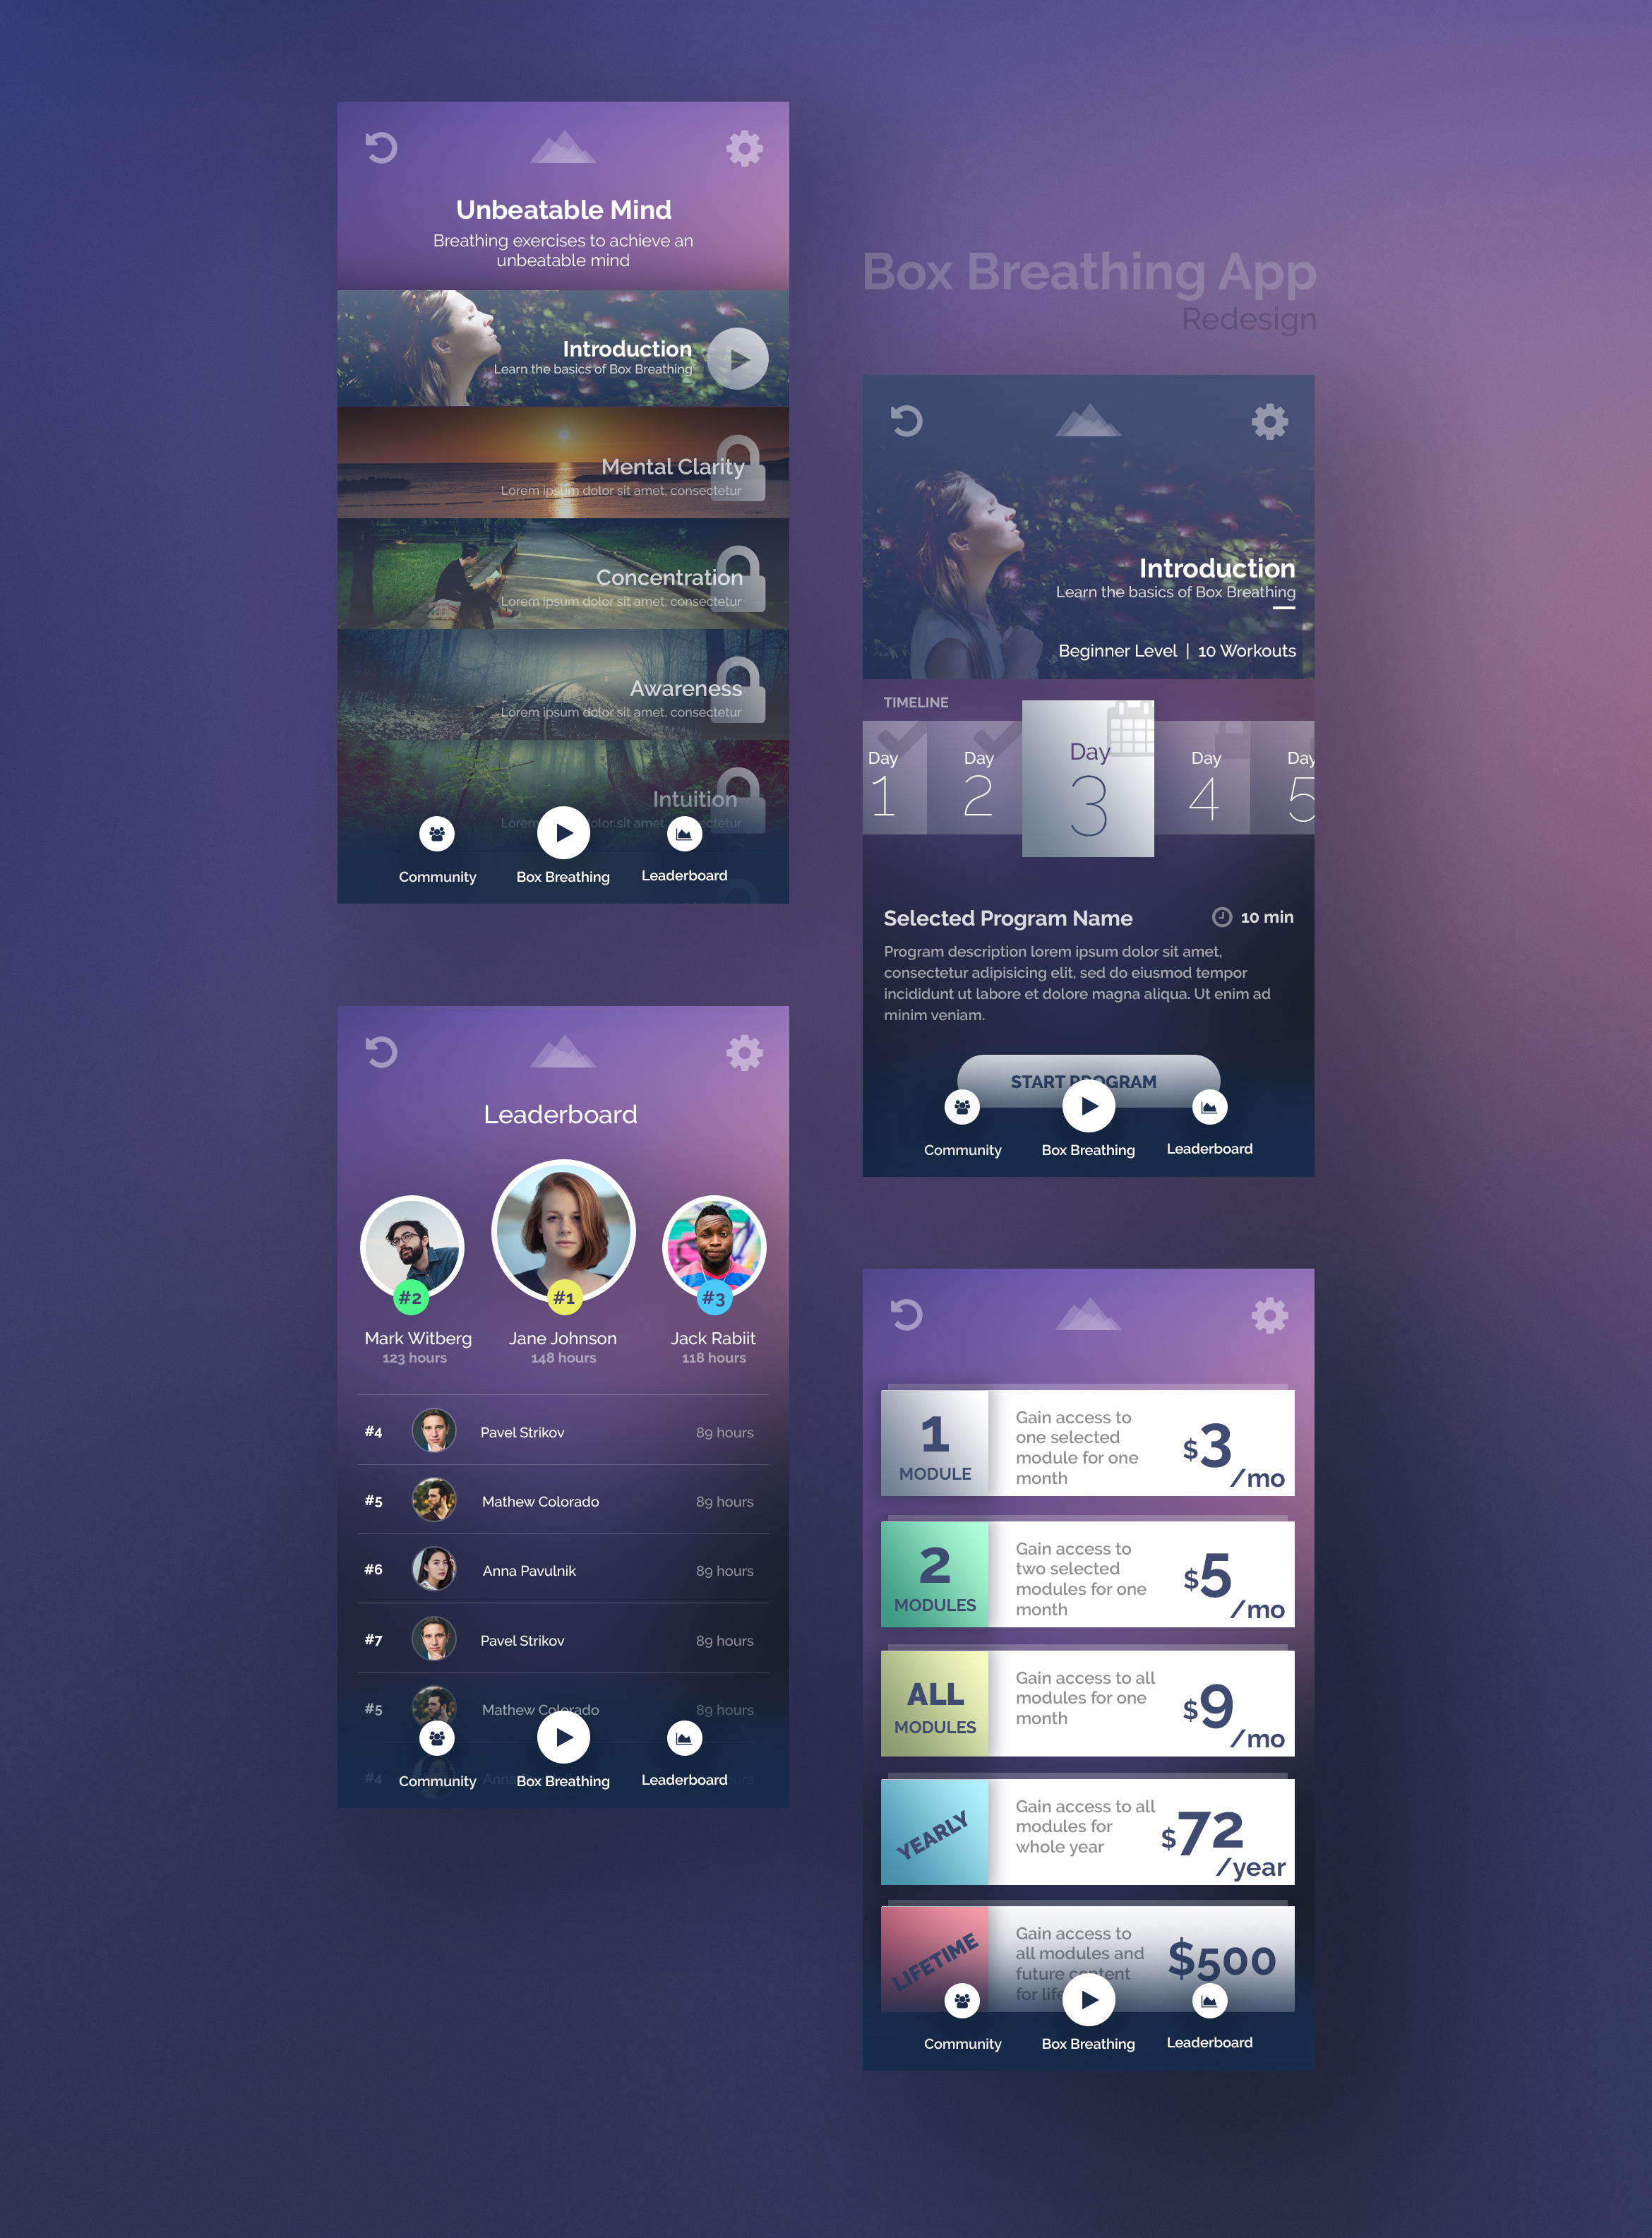 Unbeatable Mind
Breathing exercises to achieve an
unbeatable mind
Introduction
Learn the basics of Box Breathing
Mental Clarity
Lorem ipsum dolor sit amet, consectetur
Concentration
Lorem ipsum dolor sit amet, consectetur
Awareness
Lorem ipsum dolor sit amet, consectetur
Intuition
Lorem dolor sit amet, consectetur
Community
Box Breathing
Leaderboard
Box Breathing App
Redesign
Introduction
Learn the basics of Box Breathing
Beginner Level | 10 Workouts
TIMELINE
Day
1
Day
2
Day
3
Day
4
Day
5
Selected Program Name
10 min
Program description lorem ipsum dolor sit amet,
consectetur adipisicing elit, sed do eiusmod tempor
incididunt ut labore et dolore magna aliqua. Ut enim ad
minim veniam.
START PROGRAM
Community
Box Breathing
Leaderboard
Leaderboard
#2
#1
#3
Mark Witberg
123 hours
Jane Johnson
148 hours
Jack Rabiit
118 hours
#4 Pavel Strikov 89 hours
#5 Mathew Colorado 89 hours
#6 Anna Pavulnik 89 hours
#7 Pavel Strikov 89 hours
#5 Mathew Colorado 89 hours
#4
Community
Box Breathing
Leaderboard
1
MODULE
Gain access to
one selected
module for one
month
$3
/mo
2
MODULES
Gain access to
two selected
modules for one
month
$5
/mo
ALL
MODULES
Gain access to all
modules for one
month
$9
/mo
YEARLY
Gain access to all
modules for
whole year
$72
/year
LIFETIME
Gain access to
all modules and
future content
for life
$500
Community
Box Breathing
Leaderboard